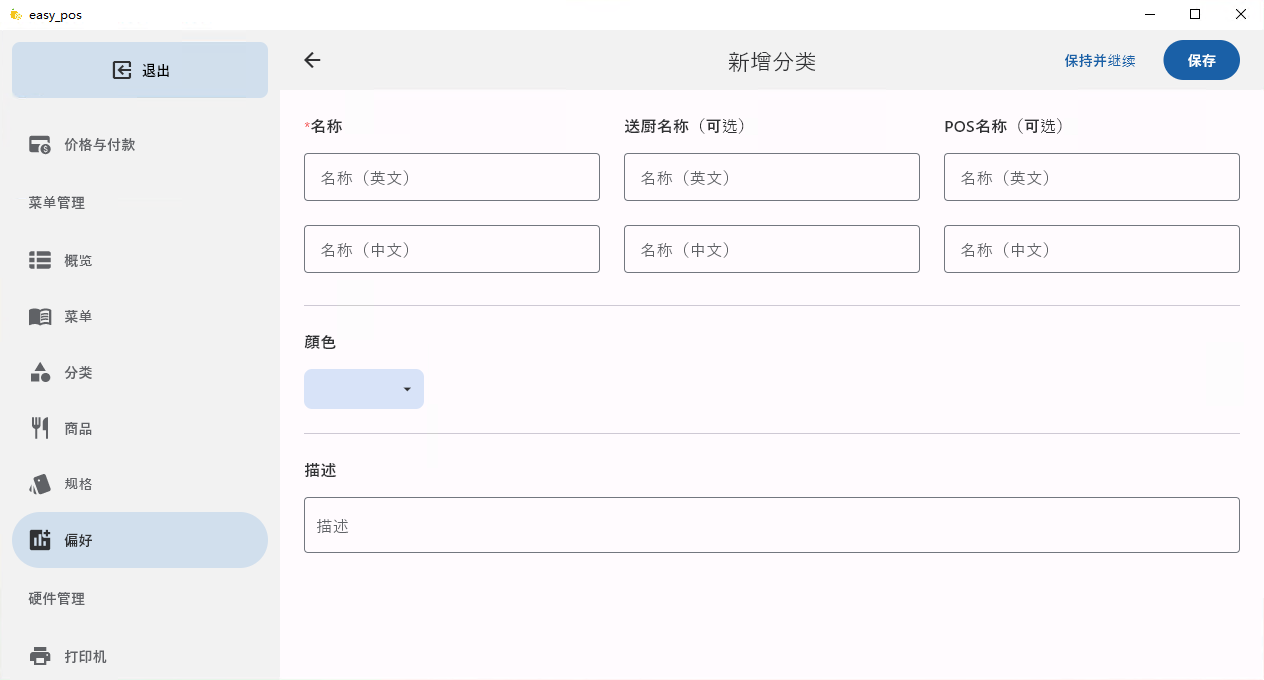 easy_pos
退出
价格与付款
菜单管理
概览
菜单
分类
商品
规格
偏好
硬件管理
打印机
新增分类
保持并继续
保存
*名称
送厨名称（可选）
POS名称（可选）
名称（英文）
名称（英文）
名称（英文）
名称（中文）
名称（中文）
名称（中文）
颜色
描述
描述